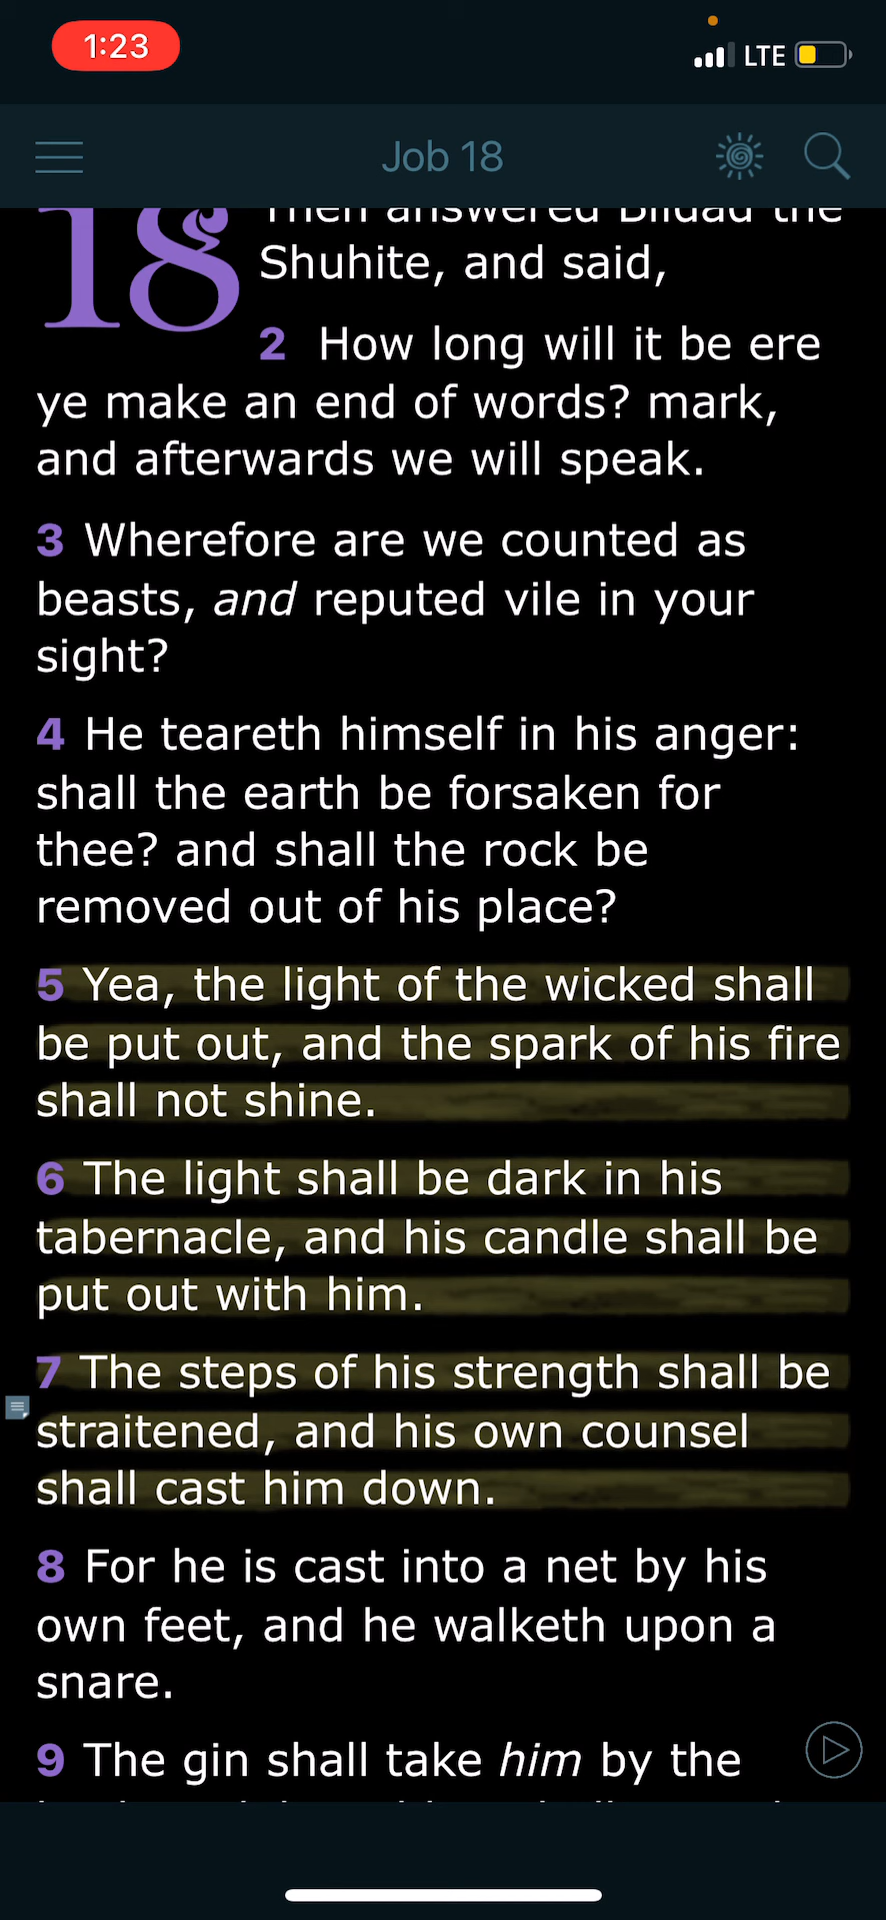 1:23
LTE
Job 18
18 Then answered Bildad the
Shuhite, and said,
2 How long will it be ere
ye make an end of words? mark,
and afterwards we will speak.
3 Wherefore are we counted as
beasts, and reputed vile in your
sight?
4 He teareth himself in his anger:
shall the earth be forsaken for
thee? and shall the rock be
removed out of his place?
5 Yea, the light of the wicked shall
be put out, and the spark of his fire
shall not shine.
6 The light shall be dark in his
tabernacle, and his candle shall be
put out with him.
7 The steps of his strength shall be
straitened, and his own counsel
shall cast him down.
8 For he is cast into a net by his
own feet, and he walketh upon a
snare.
9 The gin shall take him by the